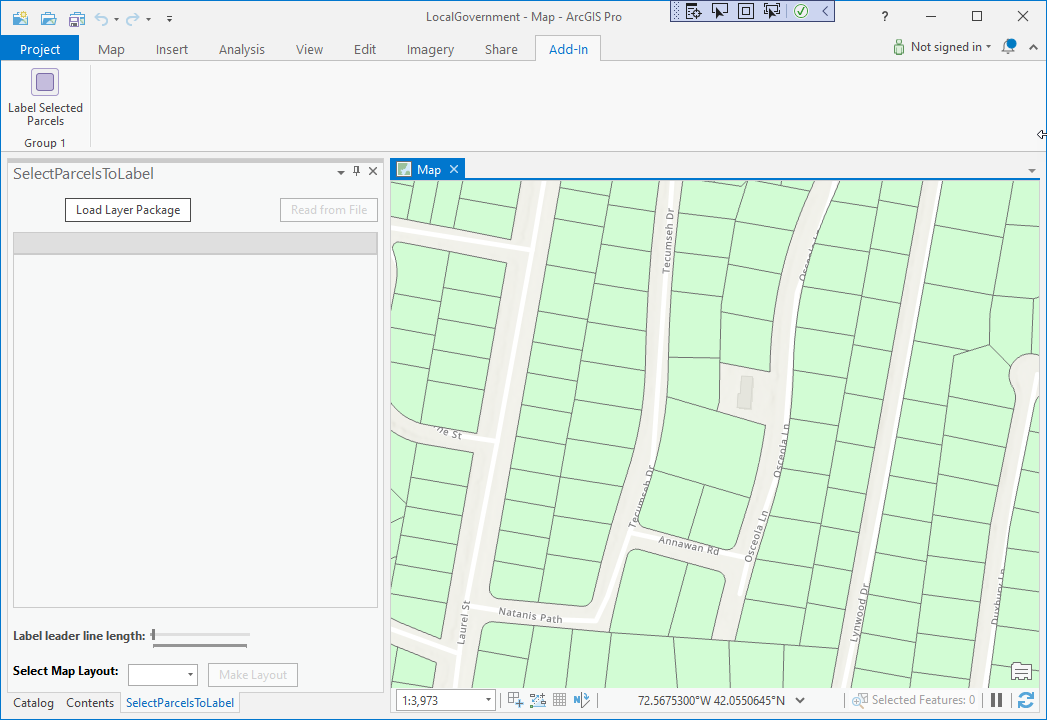 LocalGovernment - Map - ArcGIS Pro
?
Project
Map
Insert
Analysis
View
Edit
Imagery
Share
Add-In
Not signed in
Label Selected
Parcels
Group 1
SelectParcelsToLabel
Map
Load Layer Package
Read from File
Tecumseh Dr
Osceola Ln
Osceola Ln
Tecumseh Dr
Osceola Ln
Annawan Rd
Natanis Path
Laurel St
Lynwood Dr
Duxbury Ln
Label leader line length:
Select Map Layout:
Make Layout
Catalog
Contents
SelectParcelsToLabel
1:3,973
72.5675300°W 42.0550645°N
Selected Features: 0